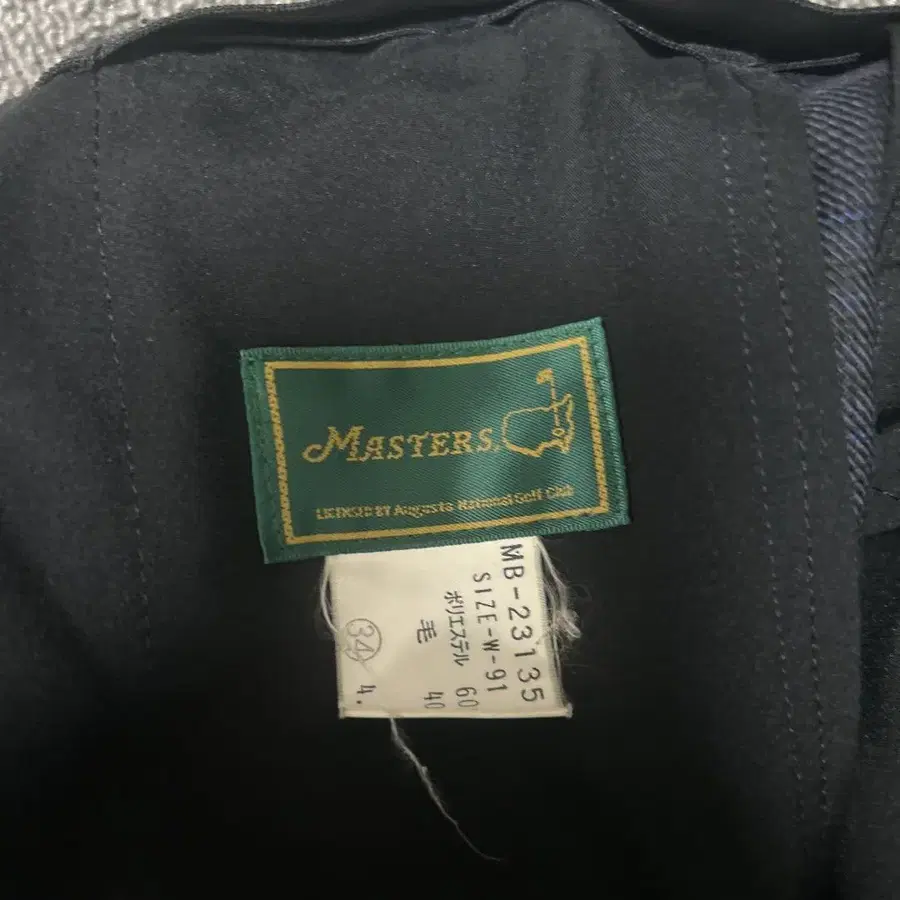 MASTERS
LICENSED BY Augusta National Golf Club
MB-23135
SIZE-W-91
ポリエステル 60
毛 40
34 4.